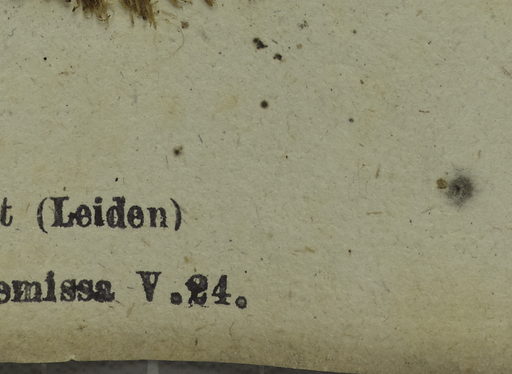 t (Leiden)
emissa V.24.